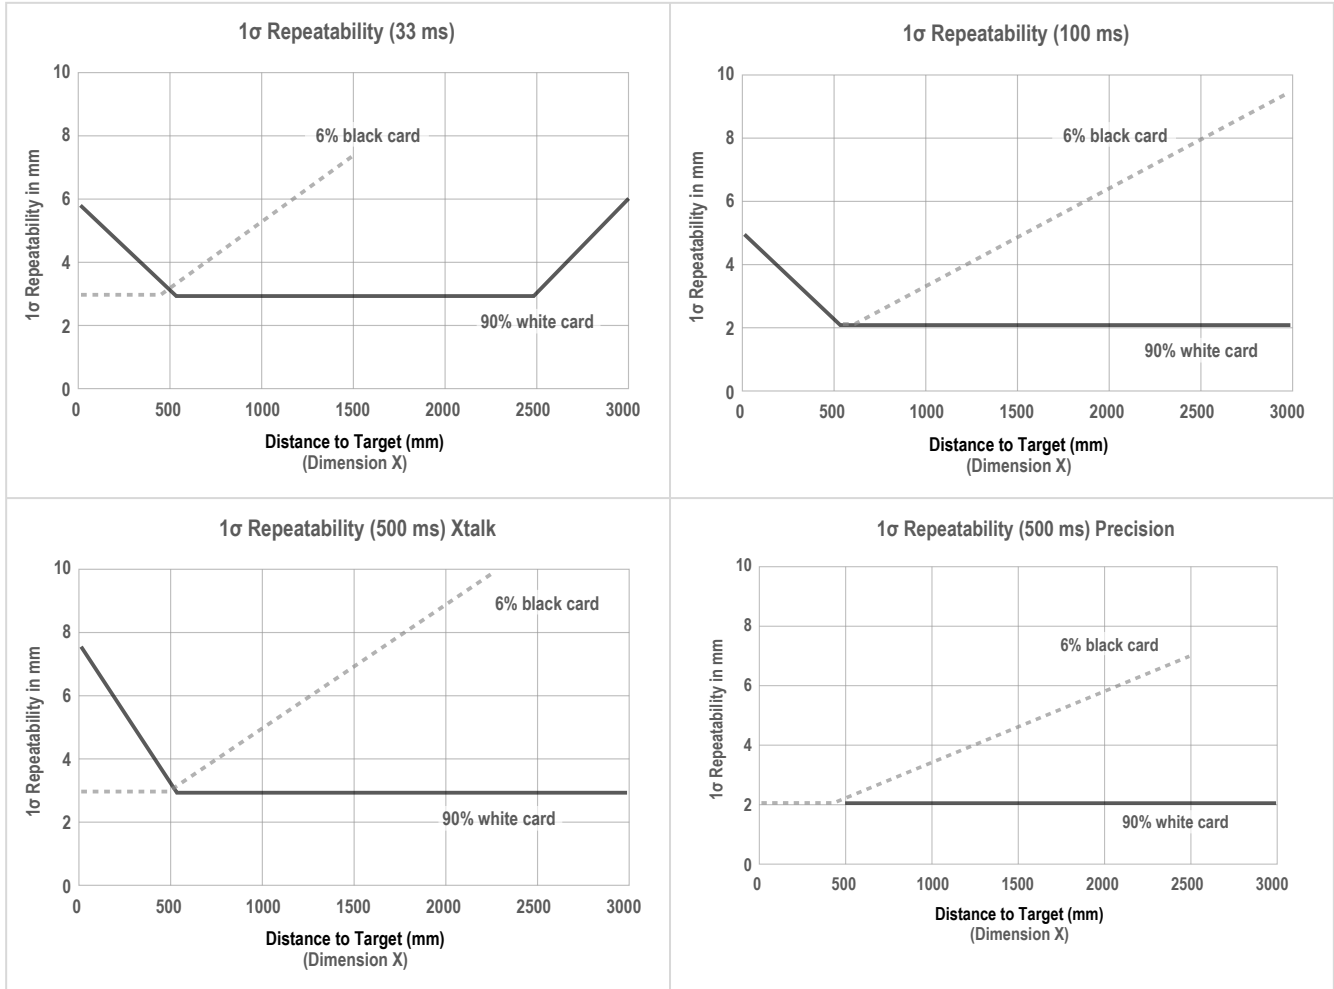 1σ Repeatability (33 ms)
10
8
6
4
2
0
1σ Repeatability in mm
6% black card
90% white card
0 500 1000 1500 2000 2500 3000
Distance to Target (mm)
(Dimension X)
1σ Repeatability (100 ms)
10
8
6
4
2
0
1σ Repeatability in mm
6% black card
90% white card
0 500 1000 1500 2000 2500 3000
Distance to Target (mm)
(Dimension X)
1σ Repeatability (500 ms) Xtalk
10
8
6
4
2
0
1σ Repeatability in mm
6% black card
90% white card
0 500 1000 1500 2000 2500 3000
Distance to Target (mm)
(Dimension X)
1σ Repeatability (500 ms) Precision
10
8
6
4
2
0
1σ Repeatability in mm
6% black card
90% white card
0 500 1000 1500 2000 2500 3000
Distance to Target (mm)
(Dimension X)